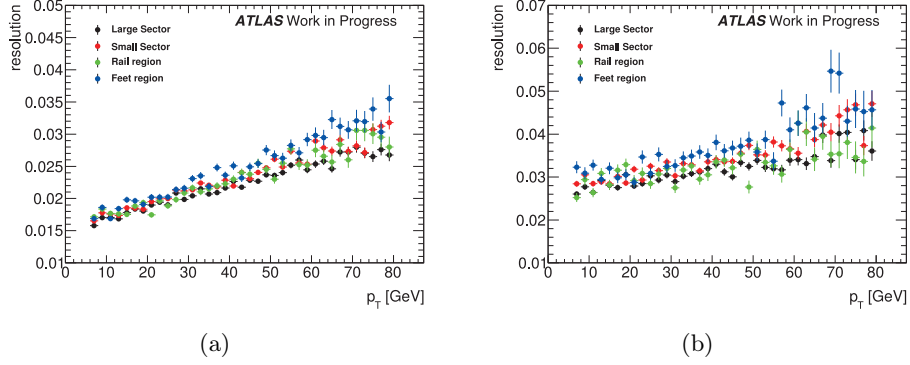 resolution
0.05
0.045
0.04
0.035
0.03
0.025
0.02
0.015
0.01
ATLAS Work in Progress
Large Sector
Small Sector
Rail region
Feet region
0 10 20 30 40 50 60 70 80
p_T [GeV]
(a)
resolution
0.07
0.06
0.05
0.04
0.03
0.02
0.01
ATLAS Work in Progress
Large Sector
Small Sector
Rail region
Feet region
0 10 20 30 40 50 60 70 80
p_T [GeV]
(b)